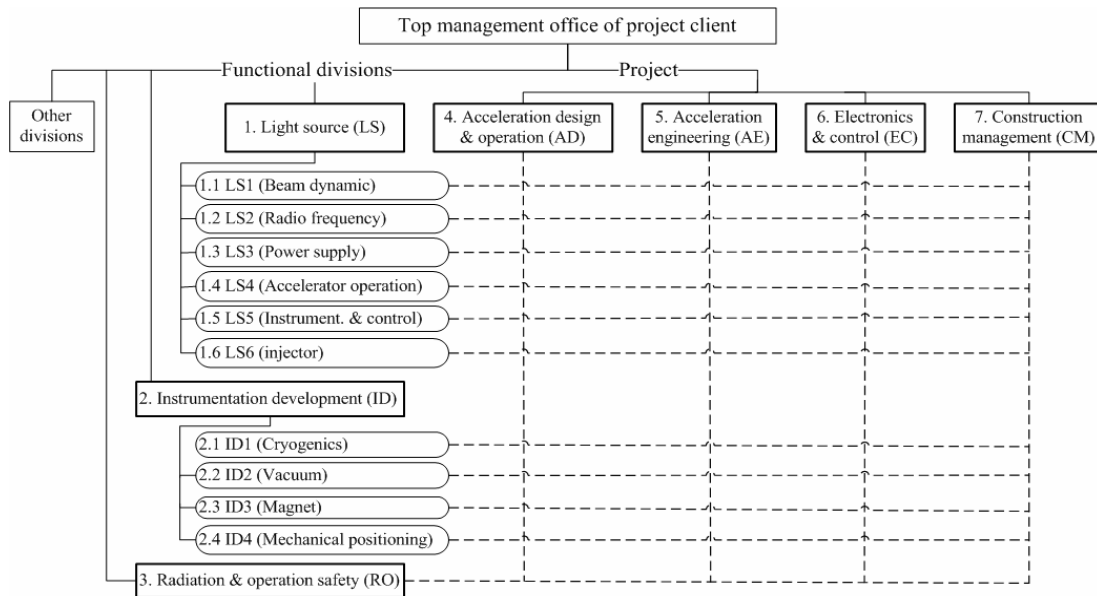 Top management office of project client
Functional divisions
Project
Other
divisions
1. Light source (LS)
4. Acceleration design
& operation (AD)
5. Acceleration
engineering (AE)
6. Electronics
& control (EC)
7. Construction
management (CM)
1.1 LS1 (Beam dynamic)
1.2 LS2 (Radio frequency)
1.3 LS3 (Power supply)
1.4 LS4 (Accelerator operation)
1.5 LS5 (Instrument. & control)
1.6 LS6 (injector)
2. Instrumentation development (ID)
2.1 ID1 (Cryogenics)
2.2 ID2 (Vacuum)
2.3 ID3 (Magnet)
2.4 ID4 (Mechanical positioning)
3. Radiation & operation safety (RO)